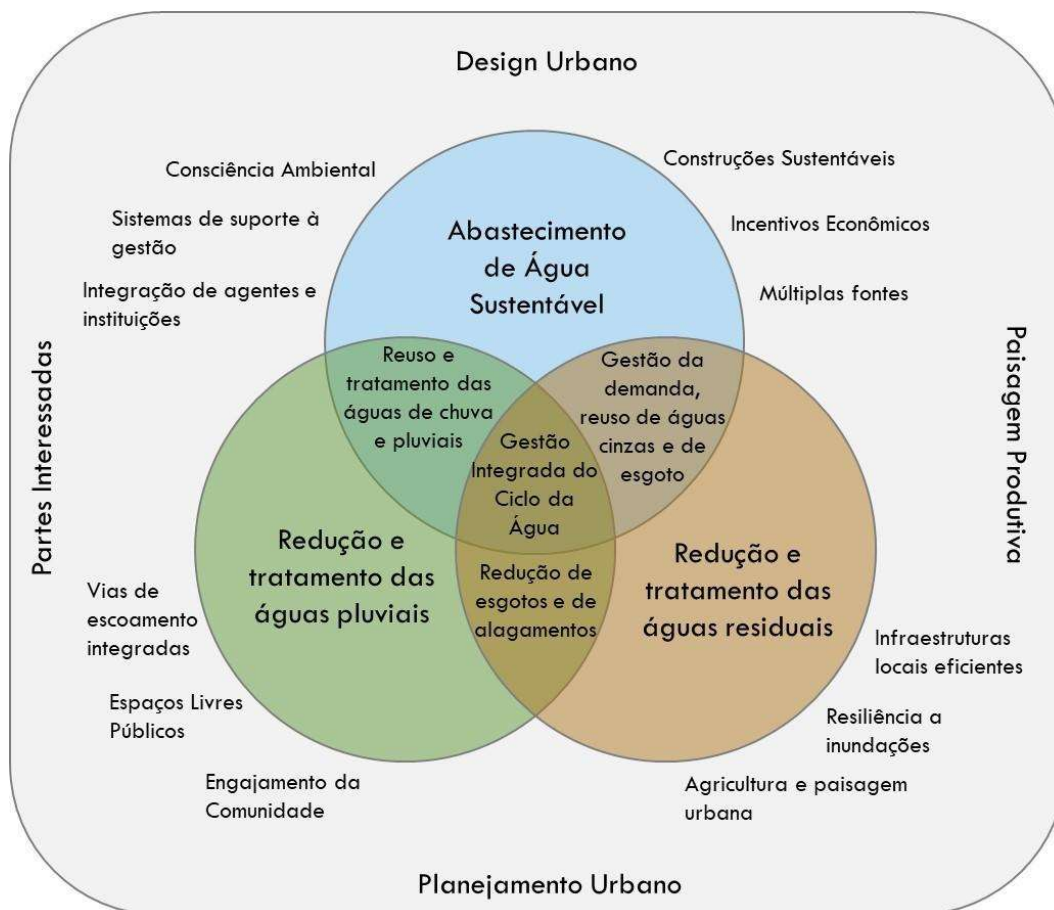 Design Urbano
Consciência Ambiental
Sistemas de suporte à
gestão
Integração de agentes e
instituições
Construções Sustentáveis
Incentivos Econômicos
Múltiplas fontes
Abastecimento
de Água
Sustentável
Reuso e
tratamento das
águas de chuva
e pluviais
Gestão da
demanda,
reuso de águas
cinzas e de
esgoto
Gestão
Integrada do
Ciclo da
Água
Partes Interessadas
Paisagem Produtiva
Redução e
tratamento das
águas pluviais
Redução de
esgotos e de
alagamentos
Redução e
tratamento das
águas residuais
Vias de
escoamento
integradas
Espaços Livres
Públicos
Engajamento da
Comunidade
Infraestruturas
locais eficientes
Resiliência a
inundações
Agricultura e paisagem
urbana
Planejamento Urbano